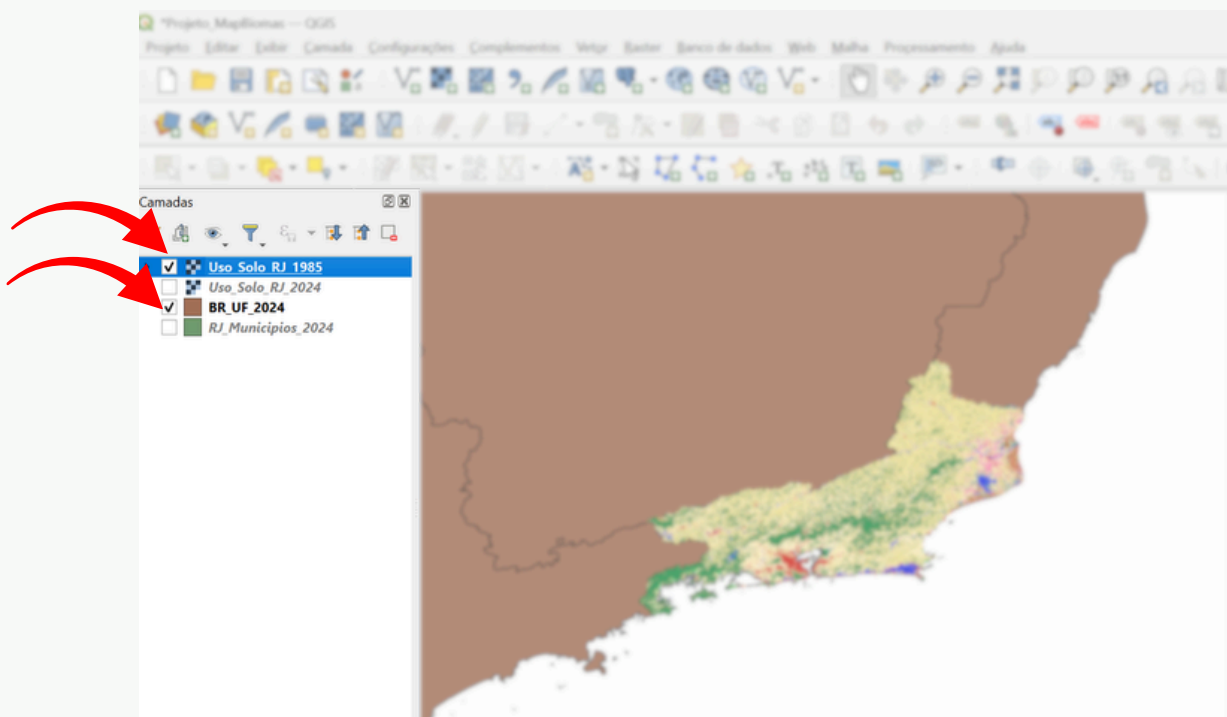 *Projeto_MapBiomas — QGIS
Projeto Editar Exibir Camada Configurações Complementos Vetor Raster Banco de dados Web Malha Processamento Ajuda
Camadas
Uso_Solo_RJ_1985
Uso_Solo_RJ_2024
BR_UF_2024
RJ_Municipios_2024